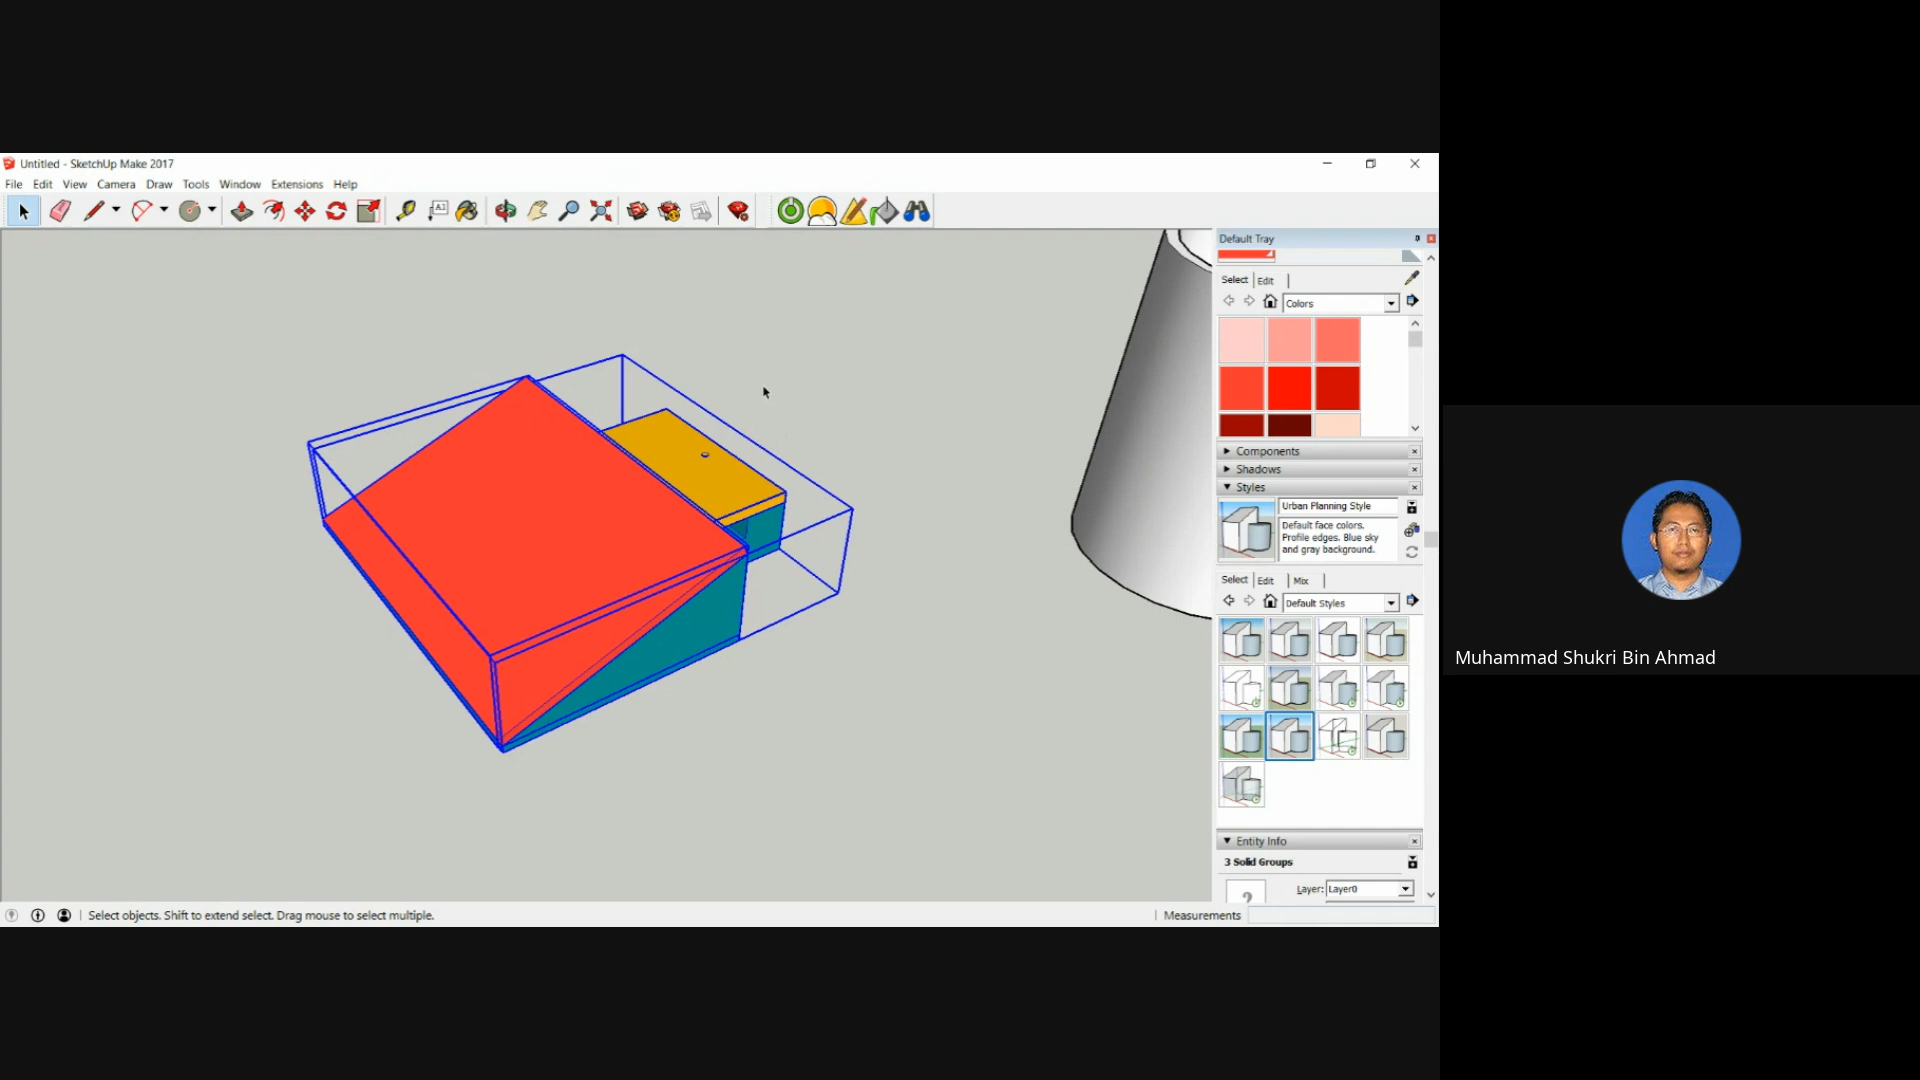 Untitled - SketchUp Make 2017
File Edit View Camera Draw Tools Window Extensions Help
Default Tray
Select Edit
Colors
Components
Shadows
Styles
Urban Planning Style
Default face colors.
Profile edges. Blue sky
and gray background.
Select Edit Mix
Default Styles
Entity Info
3 Solid Groups
Layer: Layer0
Select objects. Shift to extend select. Drag mouse to select multiple.
Measurements
Muhammad Shukri Bin Ahmad